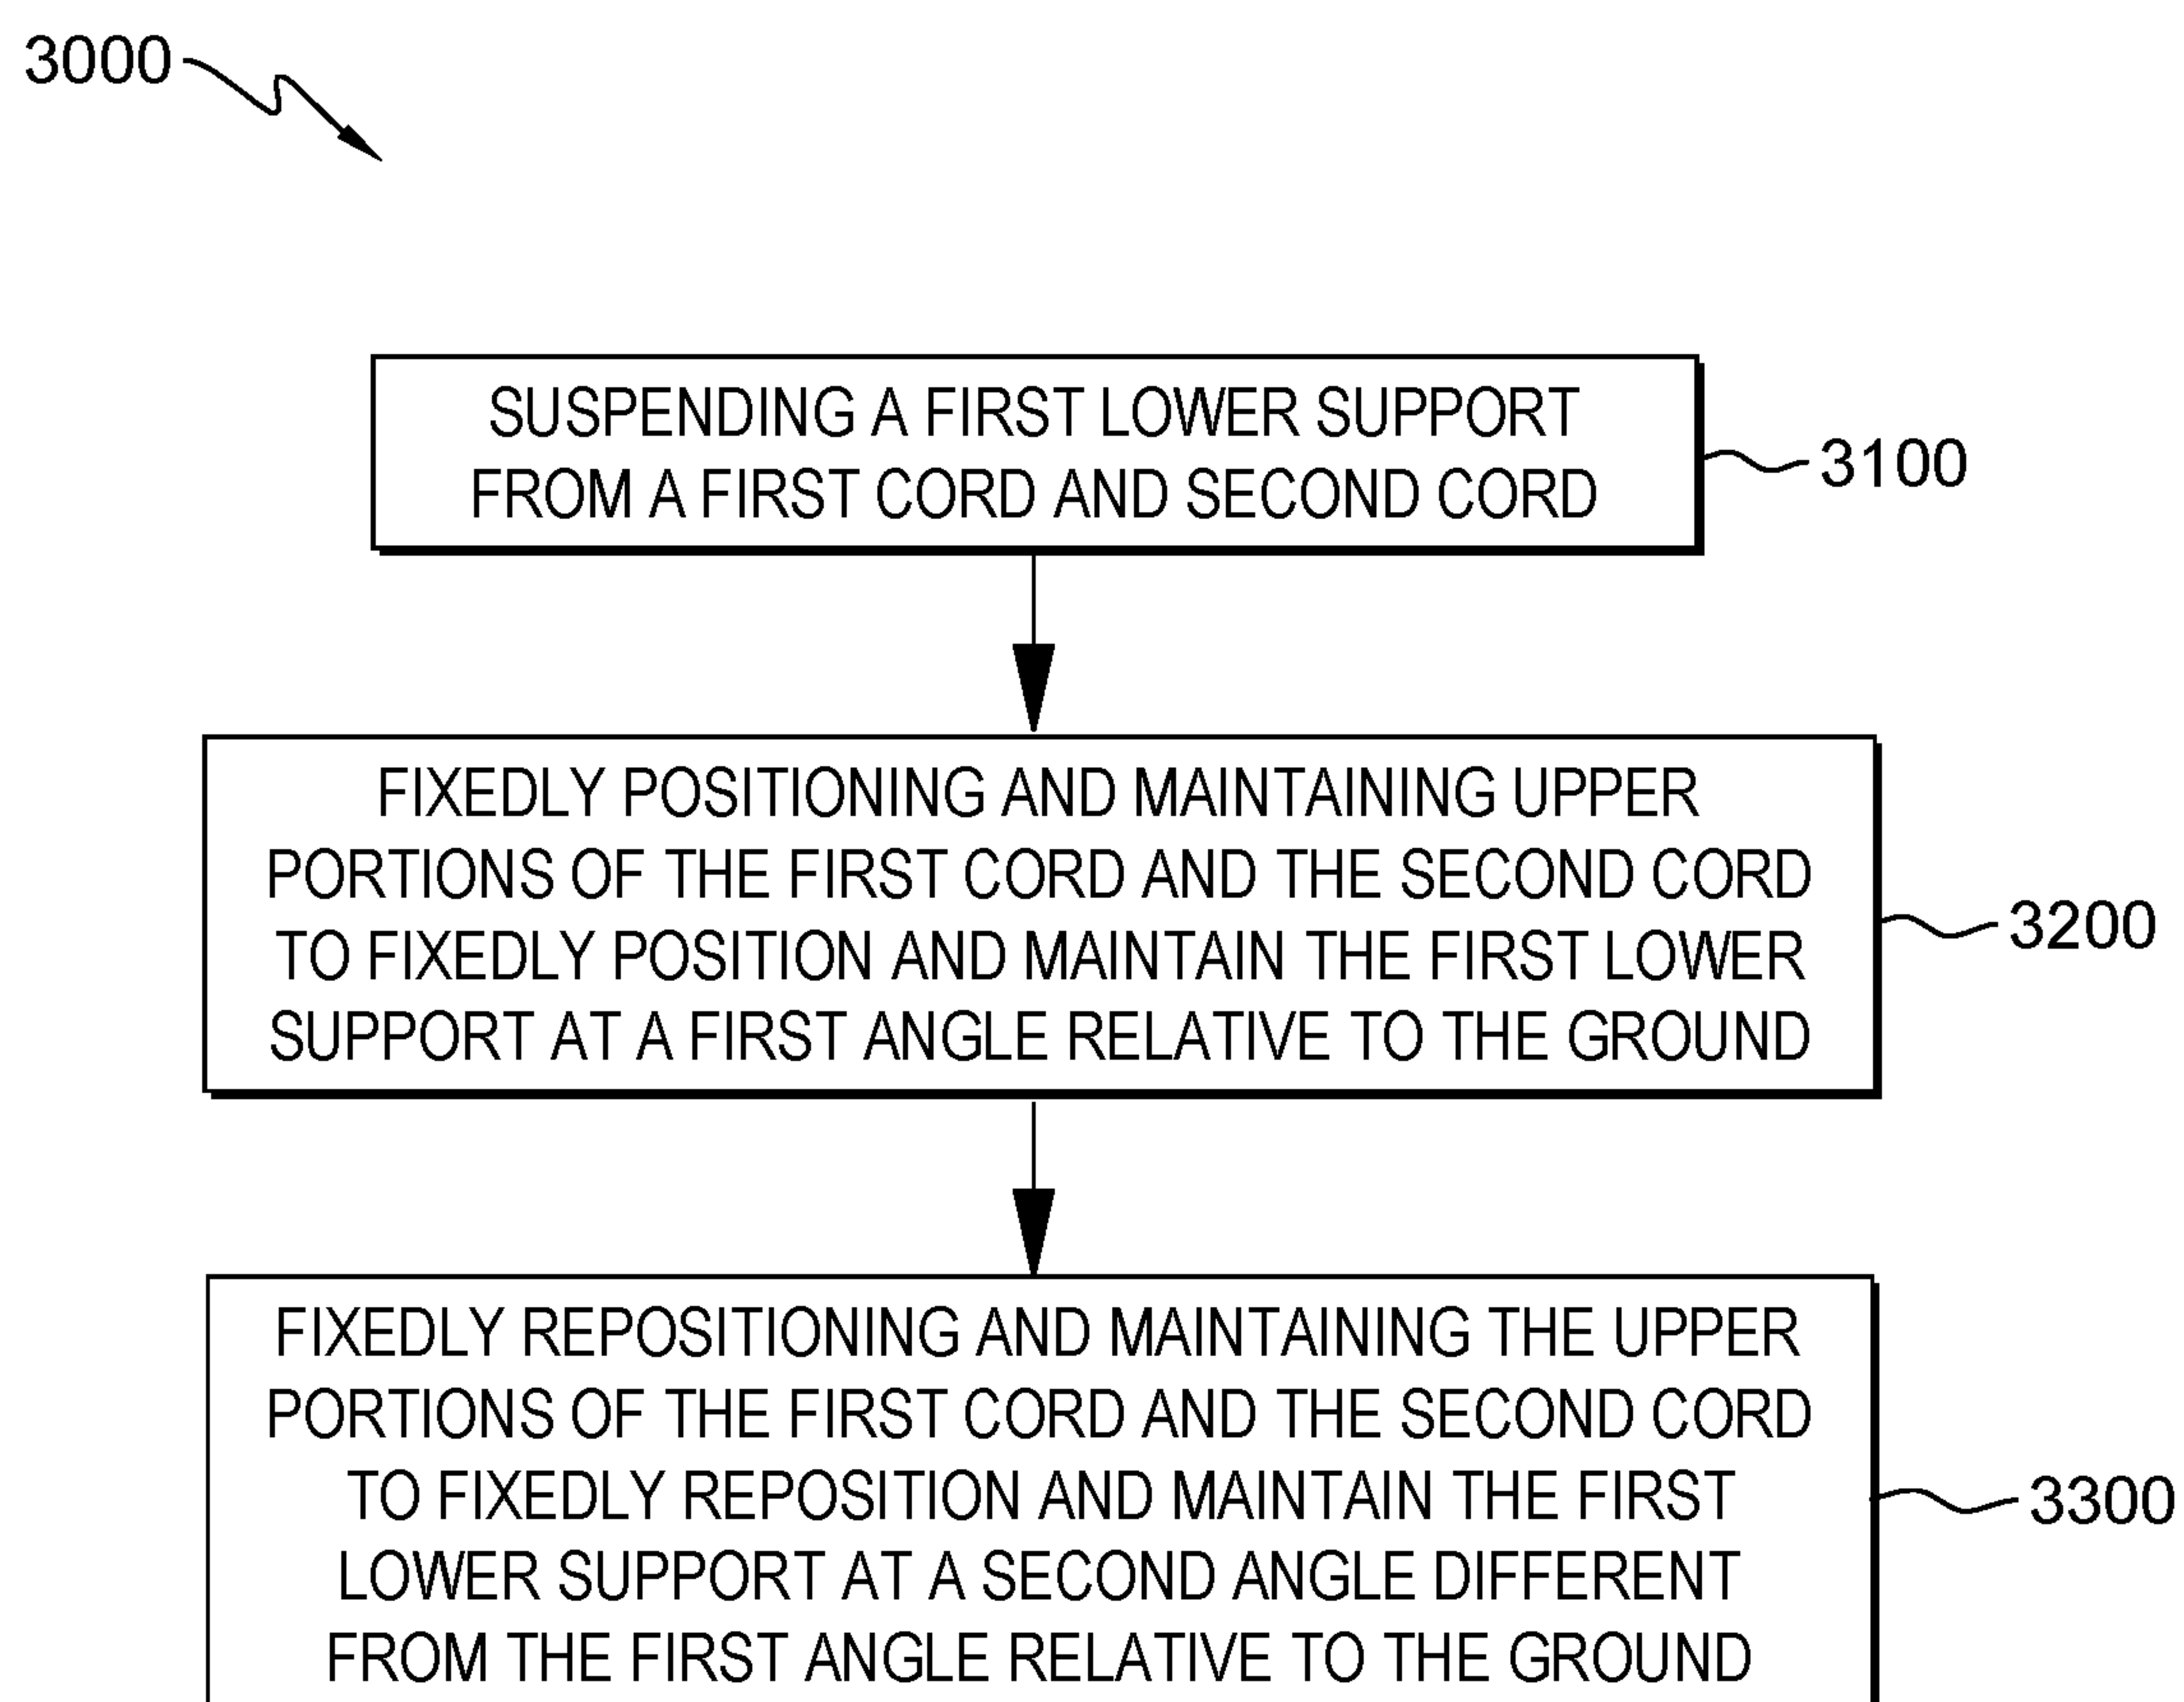 3000
SUSPENDING A FIRST LOWER SUPPORT
FROM A FIRST CORD AND SECOND CORD
3100
FIXEDLY POSITIONING AND MAINTAINING UPPER
PORTIONS OF THE FIRST CORD AND THE SECOND CORD
TO FIXEDLY POSITION AND MAINTAIN THE FIRST LOWER
SUPPORT AT A FIRST ANGLE RELATIVE TO THE GROUND
3200
FIXEDLY REPOSITIONING AND MAINTAINING THE UPPER
PORTIONS OF THE FIRST CORD AND THE SECOND CORD
TO FIXEDLY REPOSITION AND MAINTAIN THE FIRST
LOWER SUPPORT AT A SECOND ANGLE DIFFERENT
FROM THE FIRST ANGLE RELATIVE TO THE GROUND
3300